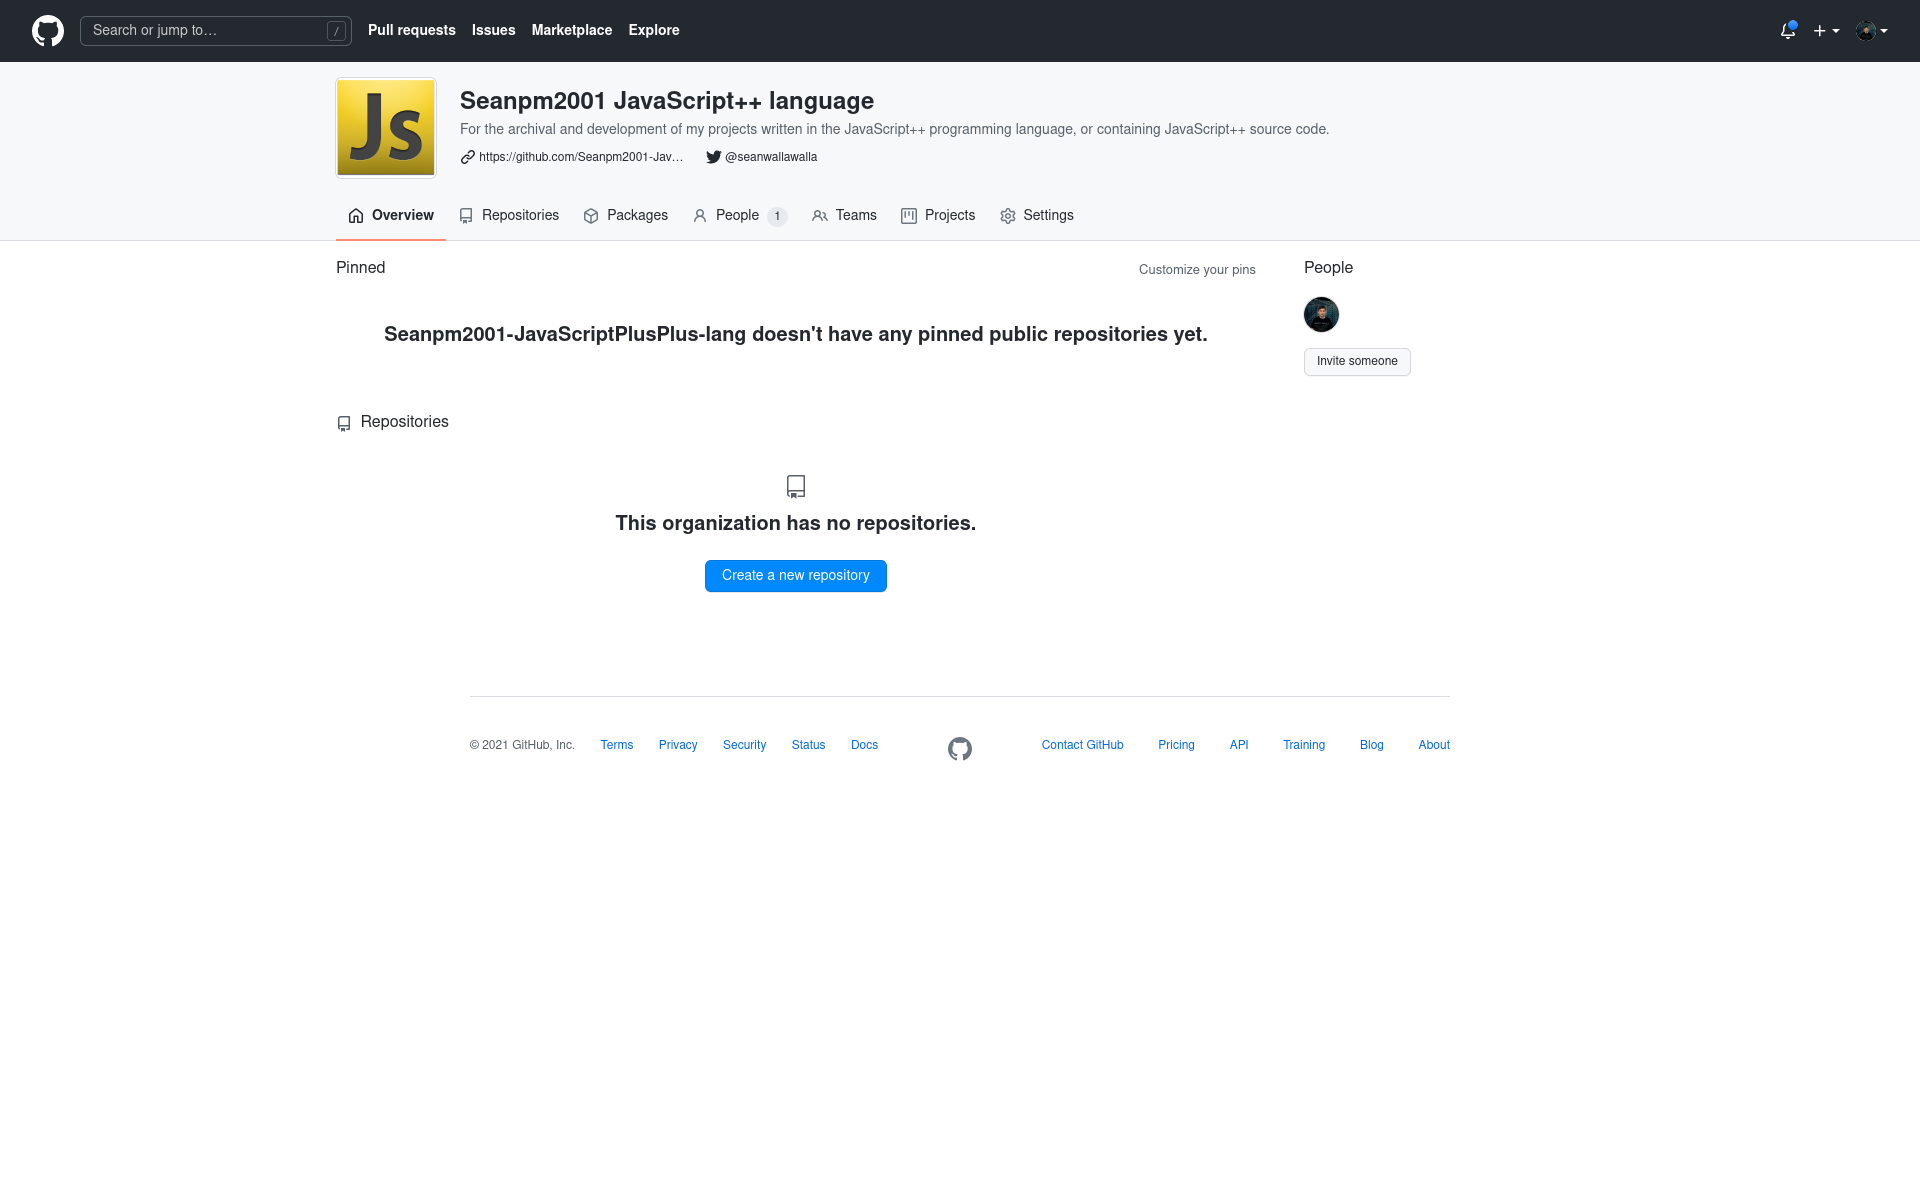 Search or jump to… /
Pull requests
Issues
Marketplace
Explore
Js
Seanpm2001 JavaScript++ language
For the archival and development of my projects written in the JavaScript++ programming language, or containing JavaScript++ source code.
https://github.com/Seanpm2001-Jav… @seanwallawalla
Overview Repositories Packages People 1 Teams Projects Settings
Pinned
Customize your pins
Seanpm2001-JavaScriptPlusPlus-lang doesn't have any pinned public repositories yet.
Repositories
This organization has no repositories.
Create a new repository
People
Invite someone
© 2021 GitHub, Inc. Terms Privacy Security Status Docs Contact GitHub Pricing API Training Blog About